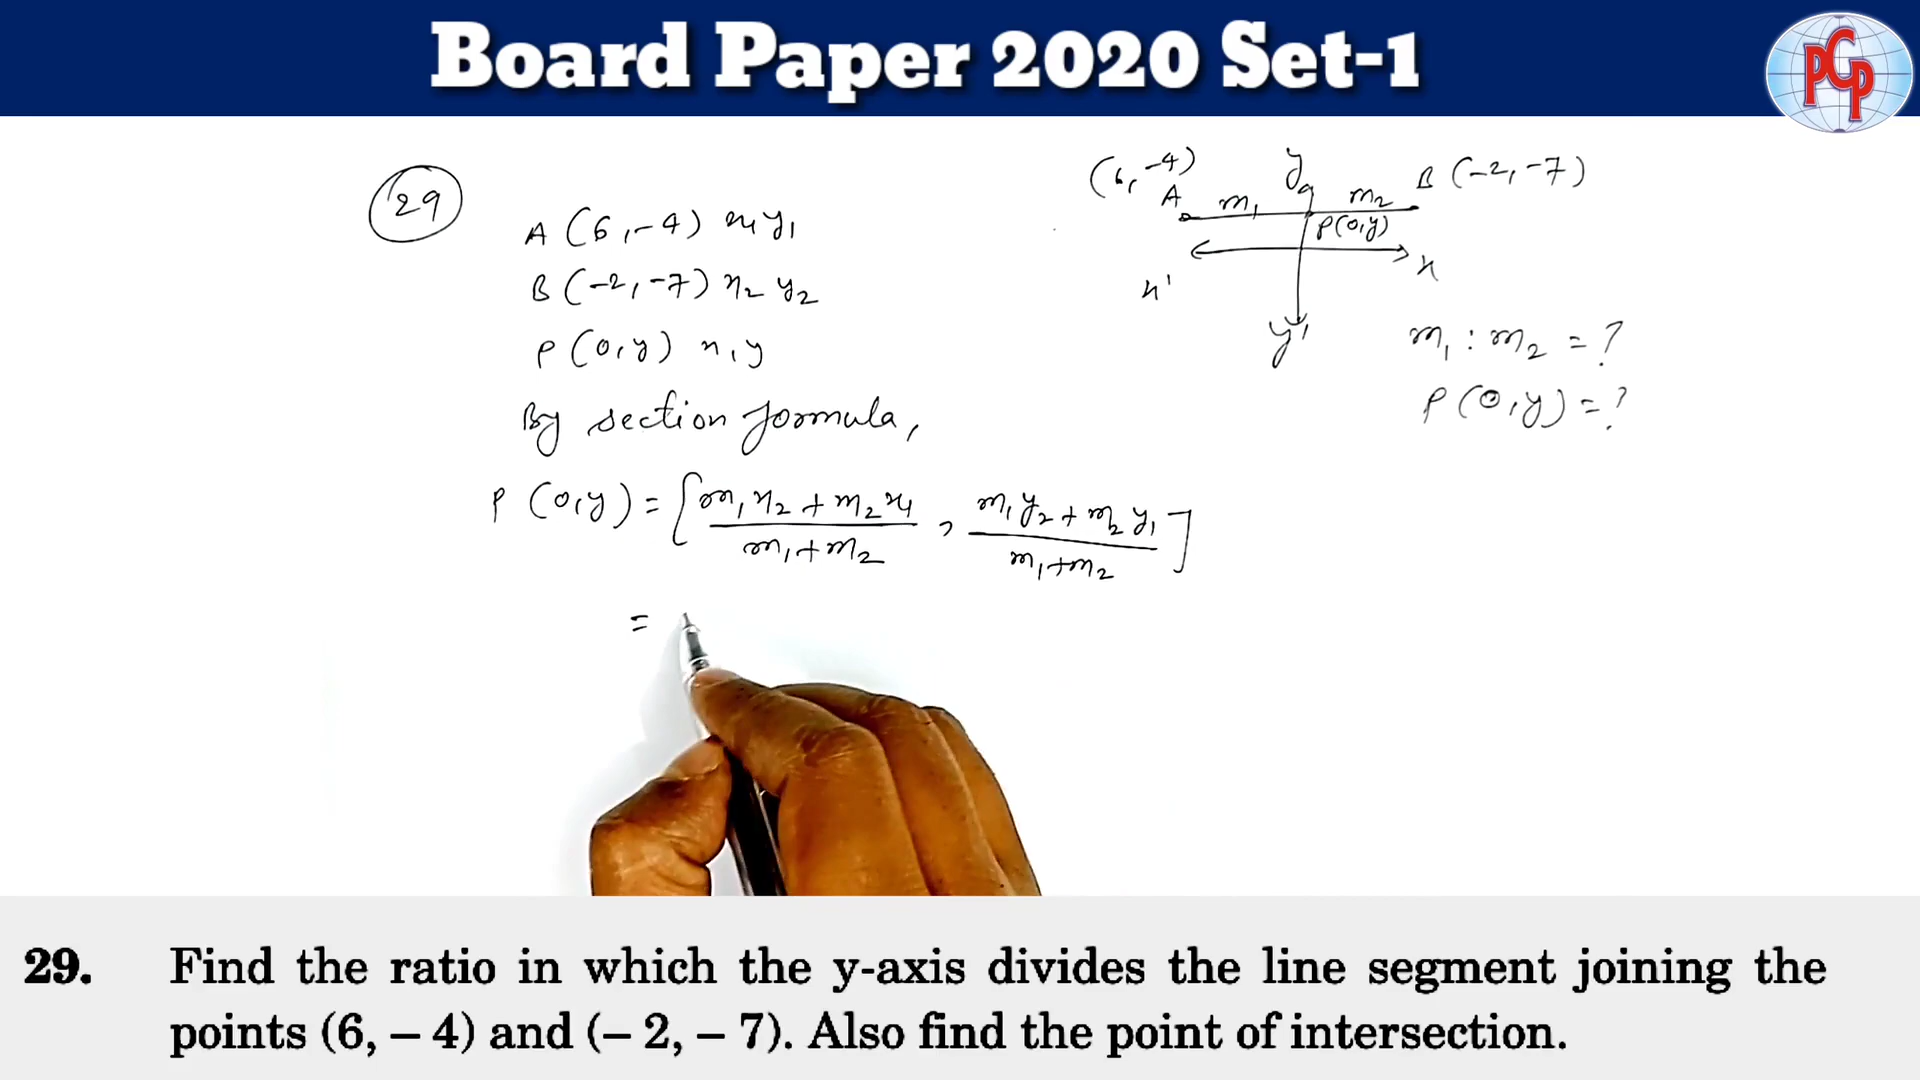 Board Paper 2020 Set-1
PCP
29
A (6, -4) x₁ y₁
B (-2, -7) x₂ y₂
P (0, y) x, y
By section formula,
P (0, y) = [ m₁x₂ + m₂x₁ / m₁ + m₂ , m₁y₂ + m₂y₁ / m₁ + m₂ ]
=
(6, -4) A m₁ y m₂ B (-2, -7)
P(0, y)
x' x
y'
m₁ : m₂ = ?
P (0, y) = ?
29. Find the ratio in which the y-axis divides the line segment joining the
points (6, – 4) and (– 2, – 7). Also find the point of intersection.